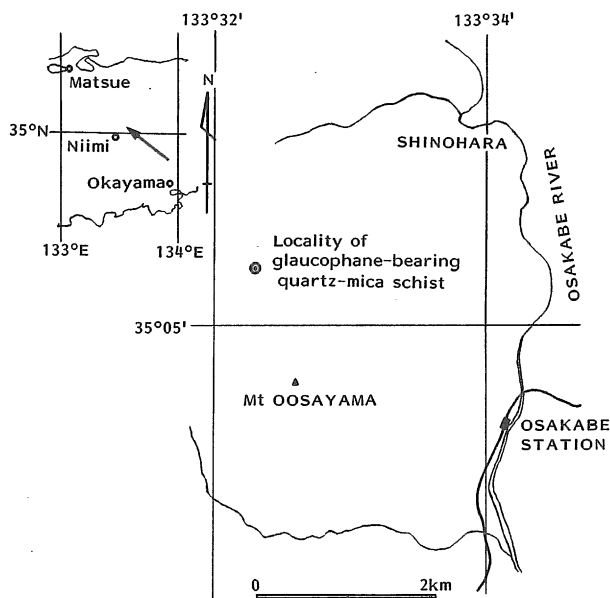 133°32'
133°34'
Matsue
N
35°N
Niimi
Okayama
133°E
134°E
SHINOHARA
OSAKABE RIVER
Locality of
glaucophane-bearing
quartz-mica schist
35°05'
Mt OOSAYAMA
OSAKABE
STATION
0
2km